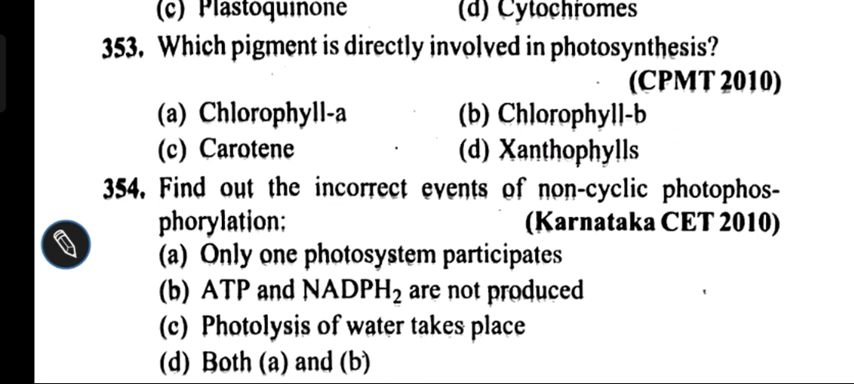 (c) Plastoquinone (d) Cytochromes
353. Which pigment is directly involved in photosynthesis?
(CPMT 2010)
(a) Chlorophyll-a (b) Chlorophyll-b
(c) Carotene (d) Xanthophylls
354. Find out the incorrect events of non-cyclic photophos-
phorylation: (Karnataka CET 2010)
(a) Only one photosystem participates
(b) ATP and NADPH₂ are not produced
(c) Photolysis of water takes place
(d) Both (a) and (b)